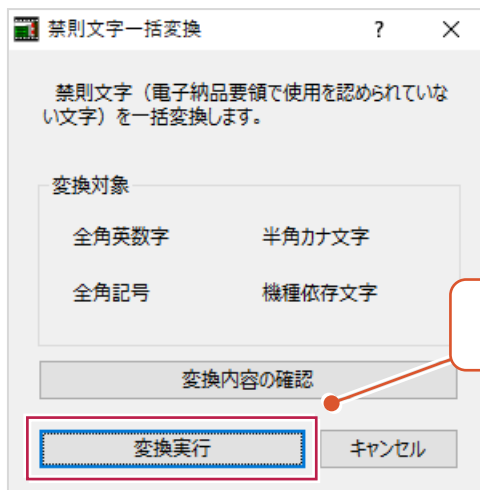 禁則文字一括変換
禁則文字（電子納品要領で使用を認められていな
い文字）を一括変換します。
変換対象
全角英数字 半角カナ文字
全角記号 機種依存文字
変換内容の確認
変換実行 キャンセル